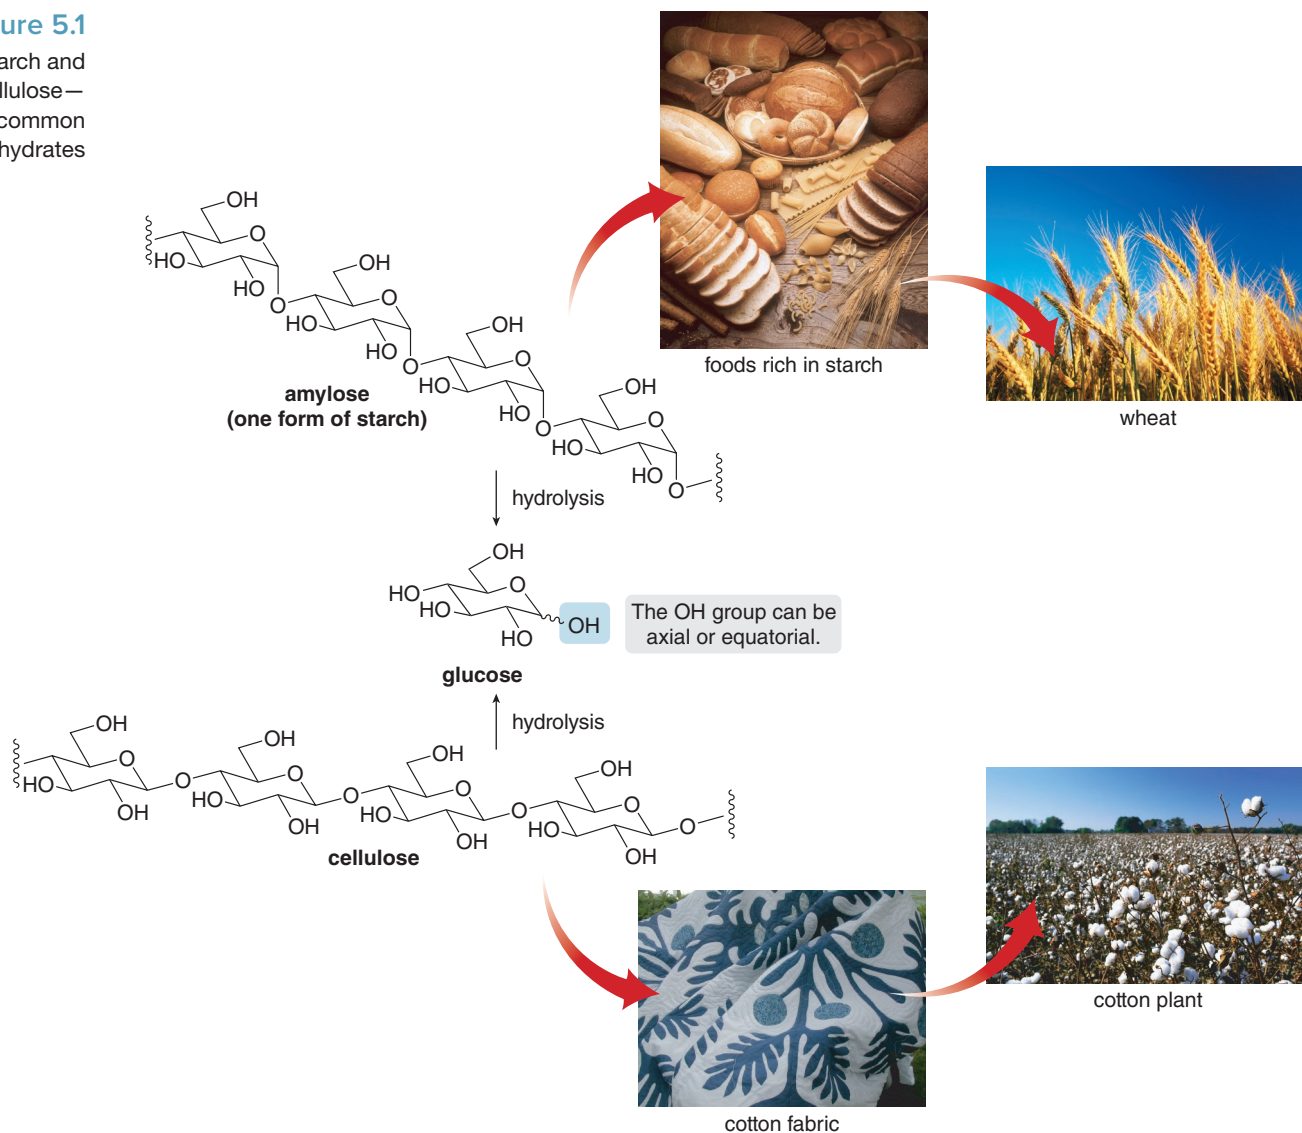 ure 5.1
arch and
llulose—
common
hydrates
OH
O
HO
HO
O
OH
O
HO
HO
O
OH
O
HO
HO
O
OH
O
HO
HO
O
amylose
(one form of starch)
foods rich in starch
wheat
hydrolysis
OH
O
HO
HO
HO
OH
The OH group can be
axial or equatorial.
glucose
hydrolysis
OH
O
HO
OH
O
OH
O
HO
OH
O
OH
O
HO
OH
O
OH
O
HO
OH
O
cellulose
cotton plant
cotton fabric